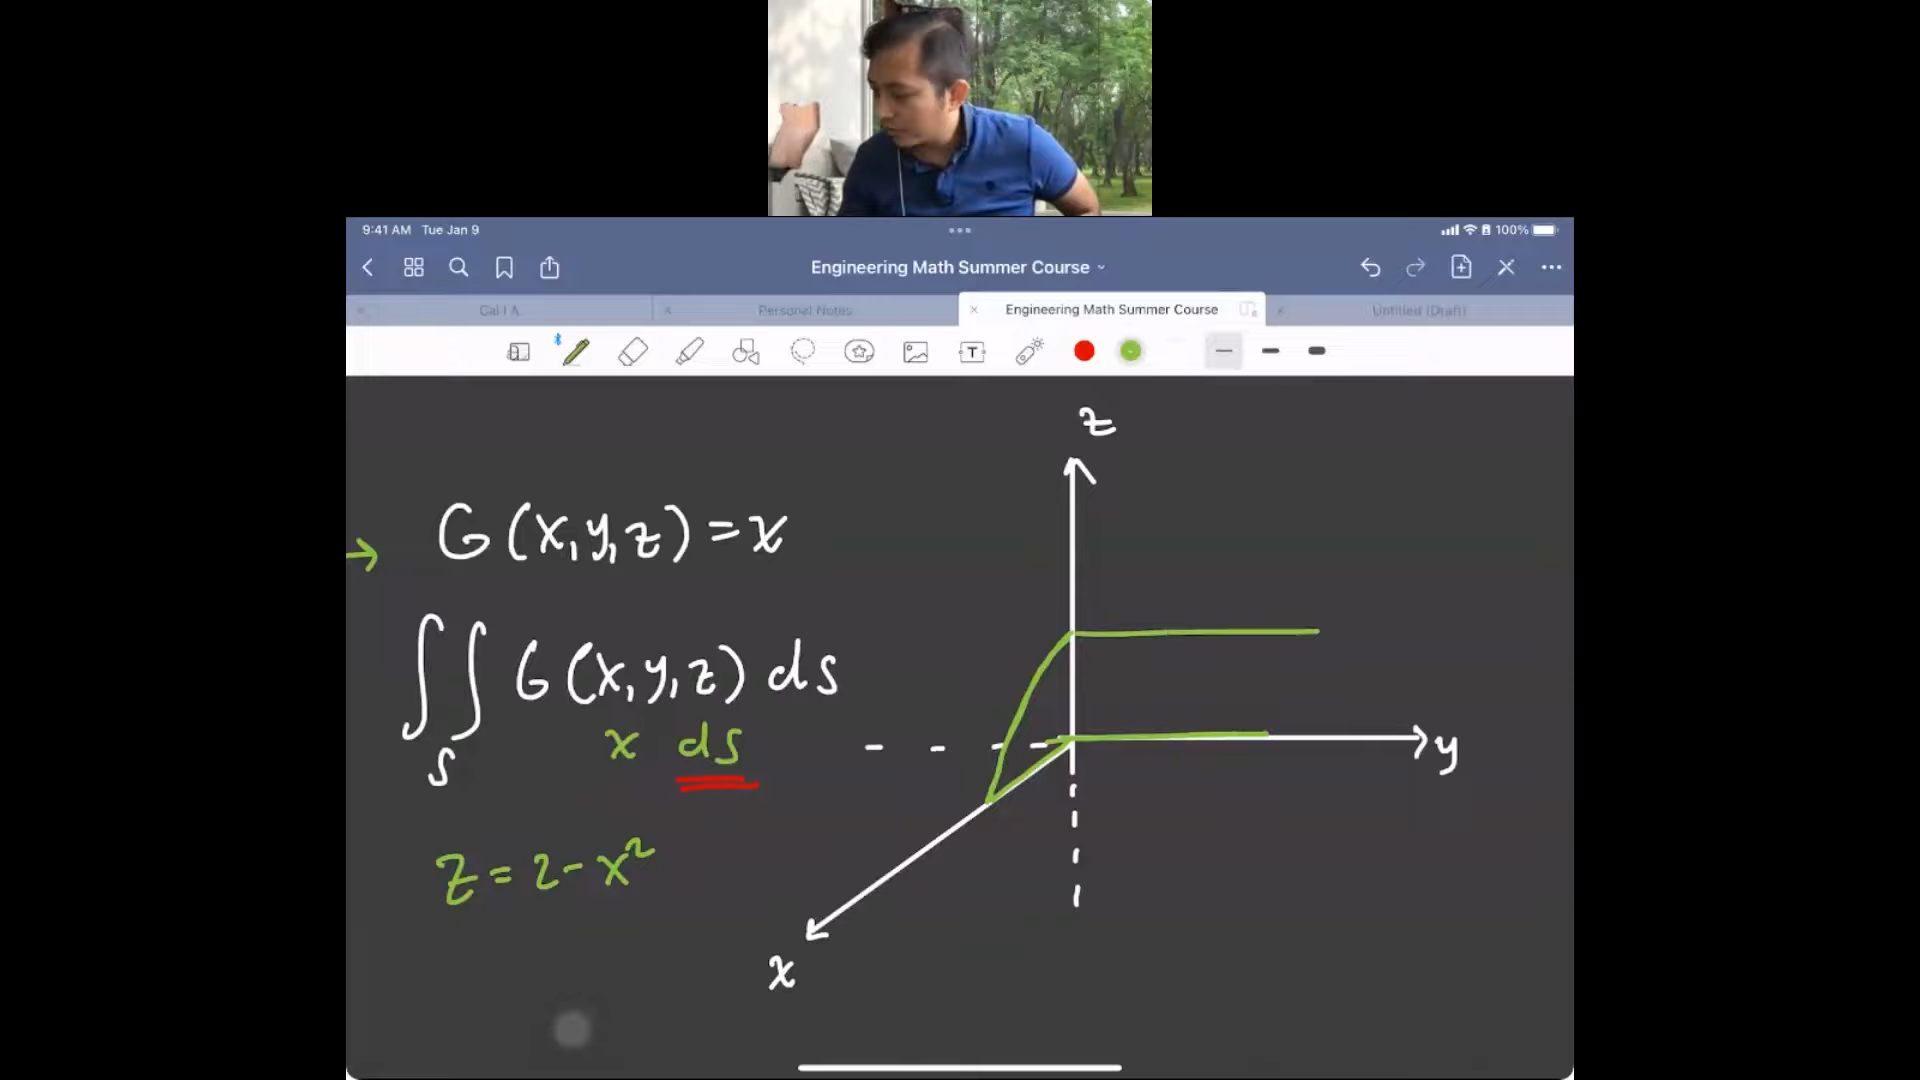 9:41 AM Tue Jan 9
100%
Engineering Math Summer Course
Cal I A
Personal Notes
Engineering Math Summer Course
Untitled (Draft)
T
z
G(x,y,z)=x
∫∫ G(x,y,z) ds
S
x ds
y
z=2-x²
x